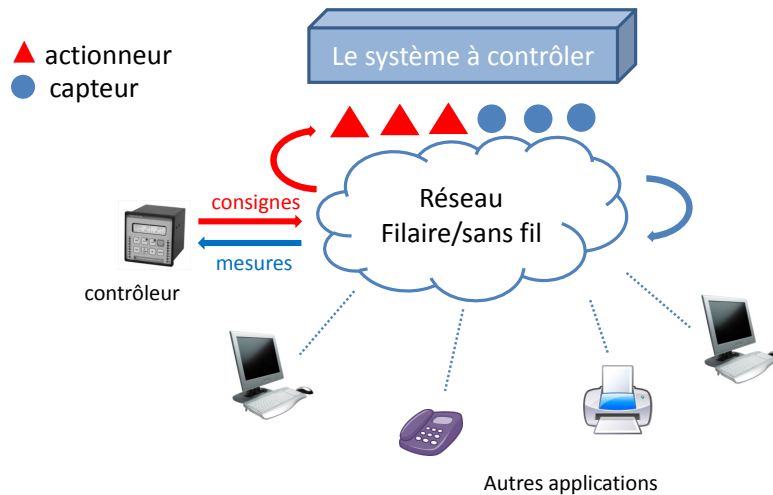 Le système à contrôler
actionneur
capteur
Réseau
Filaire/sans fil
consignes
mesures
contrôleur
Autres applications